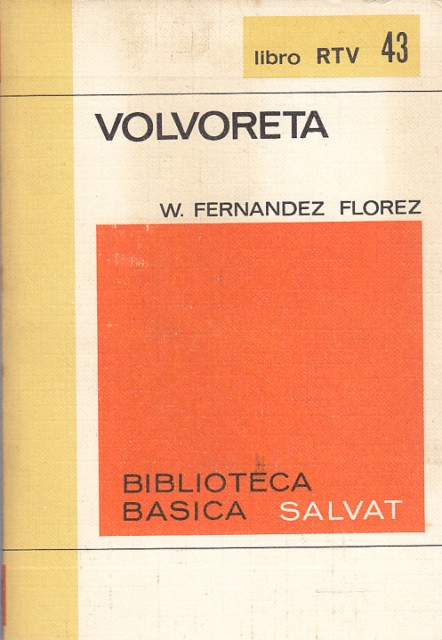 libro RTV 43
VOLVORETA
W. FERNANDEZ FLOREZ
BIBLIOTECA
BASICA SALVAT